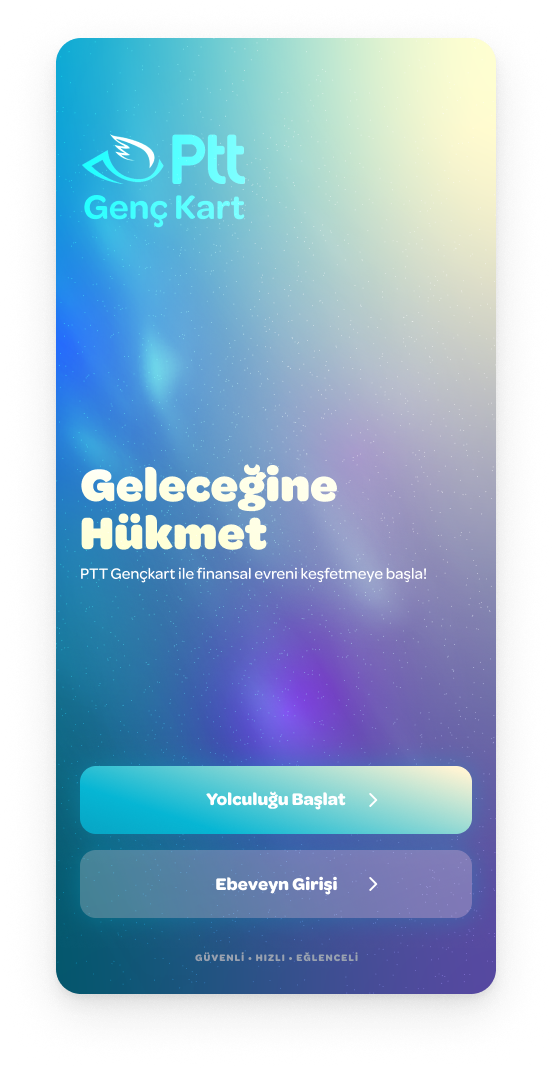 Ptt
Genç Kart
Geleceğine
Hükmet
PTT Gençkart ile finansal evreni keşfetmeye başla!
Yolculuğu Başlat
Ebeveyn Girişi
GÜVENLİ • HIZLI • EĞLENCELİ